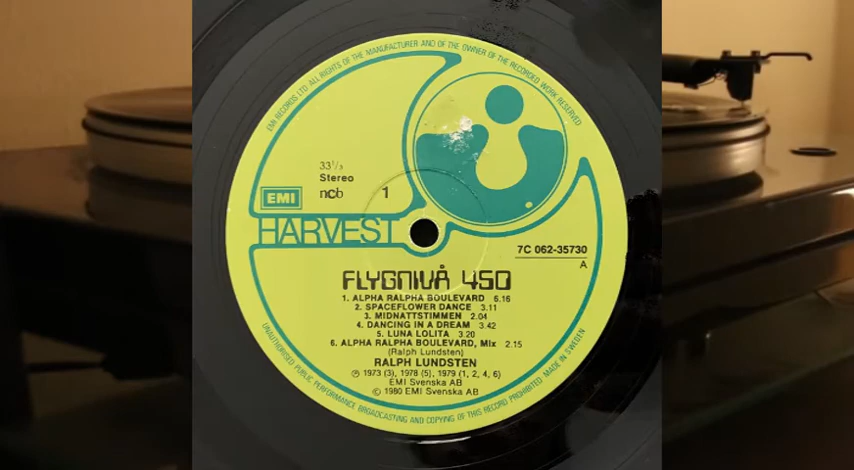 EMI RECORDS LTD ALL RIGHTS OF THE MANUFACTURER AND OF THE OWNER OF THE RECORDED WORK RESERVED
33 1/3
Stereo
EMI
ncb
1
HARVEST
7C 062-35730
A
FLYGNIVÅ 450
1. ALPHA RALPHA BOULEVARD 6.16
2. SPACEFLOWER DANCE 3.11
3. MIDNATTSTIMMEN 2.04
4. DANCING IN A DREAM 3.42
5. LUNA LOLITA 3.20
6. ALPHA RALPHA BOULEVARD, Mix 2.15
(Ralph Lundsten)
RALPH LUNDSTEN
℗ 1973 (3), 1978 (5), 1979 (1, 2, 4, 6)
EMI Svenska AB
© 1980 EMI Svenska AB
UNAUTHORISED PUBLIC PERFORMANCE BROADCASTING AND COPYING OF THIS RECORD PROHIBITED MADE IN SWEDEN